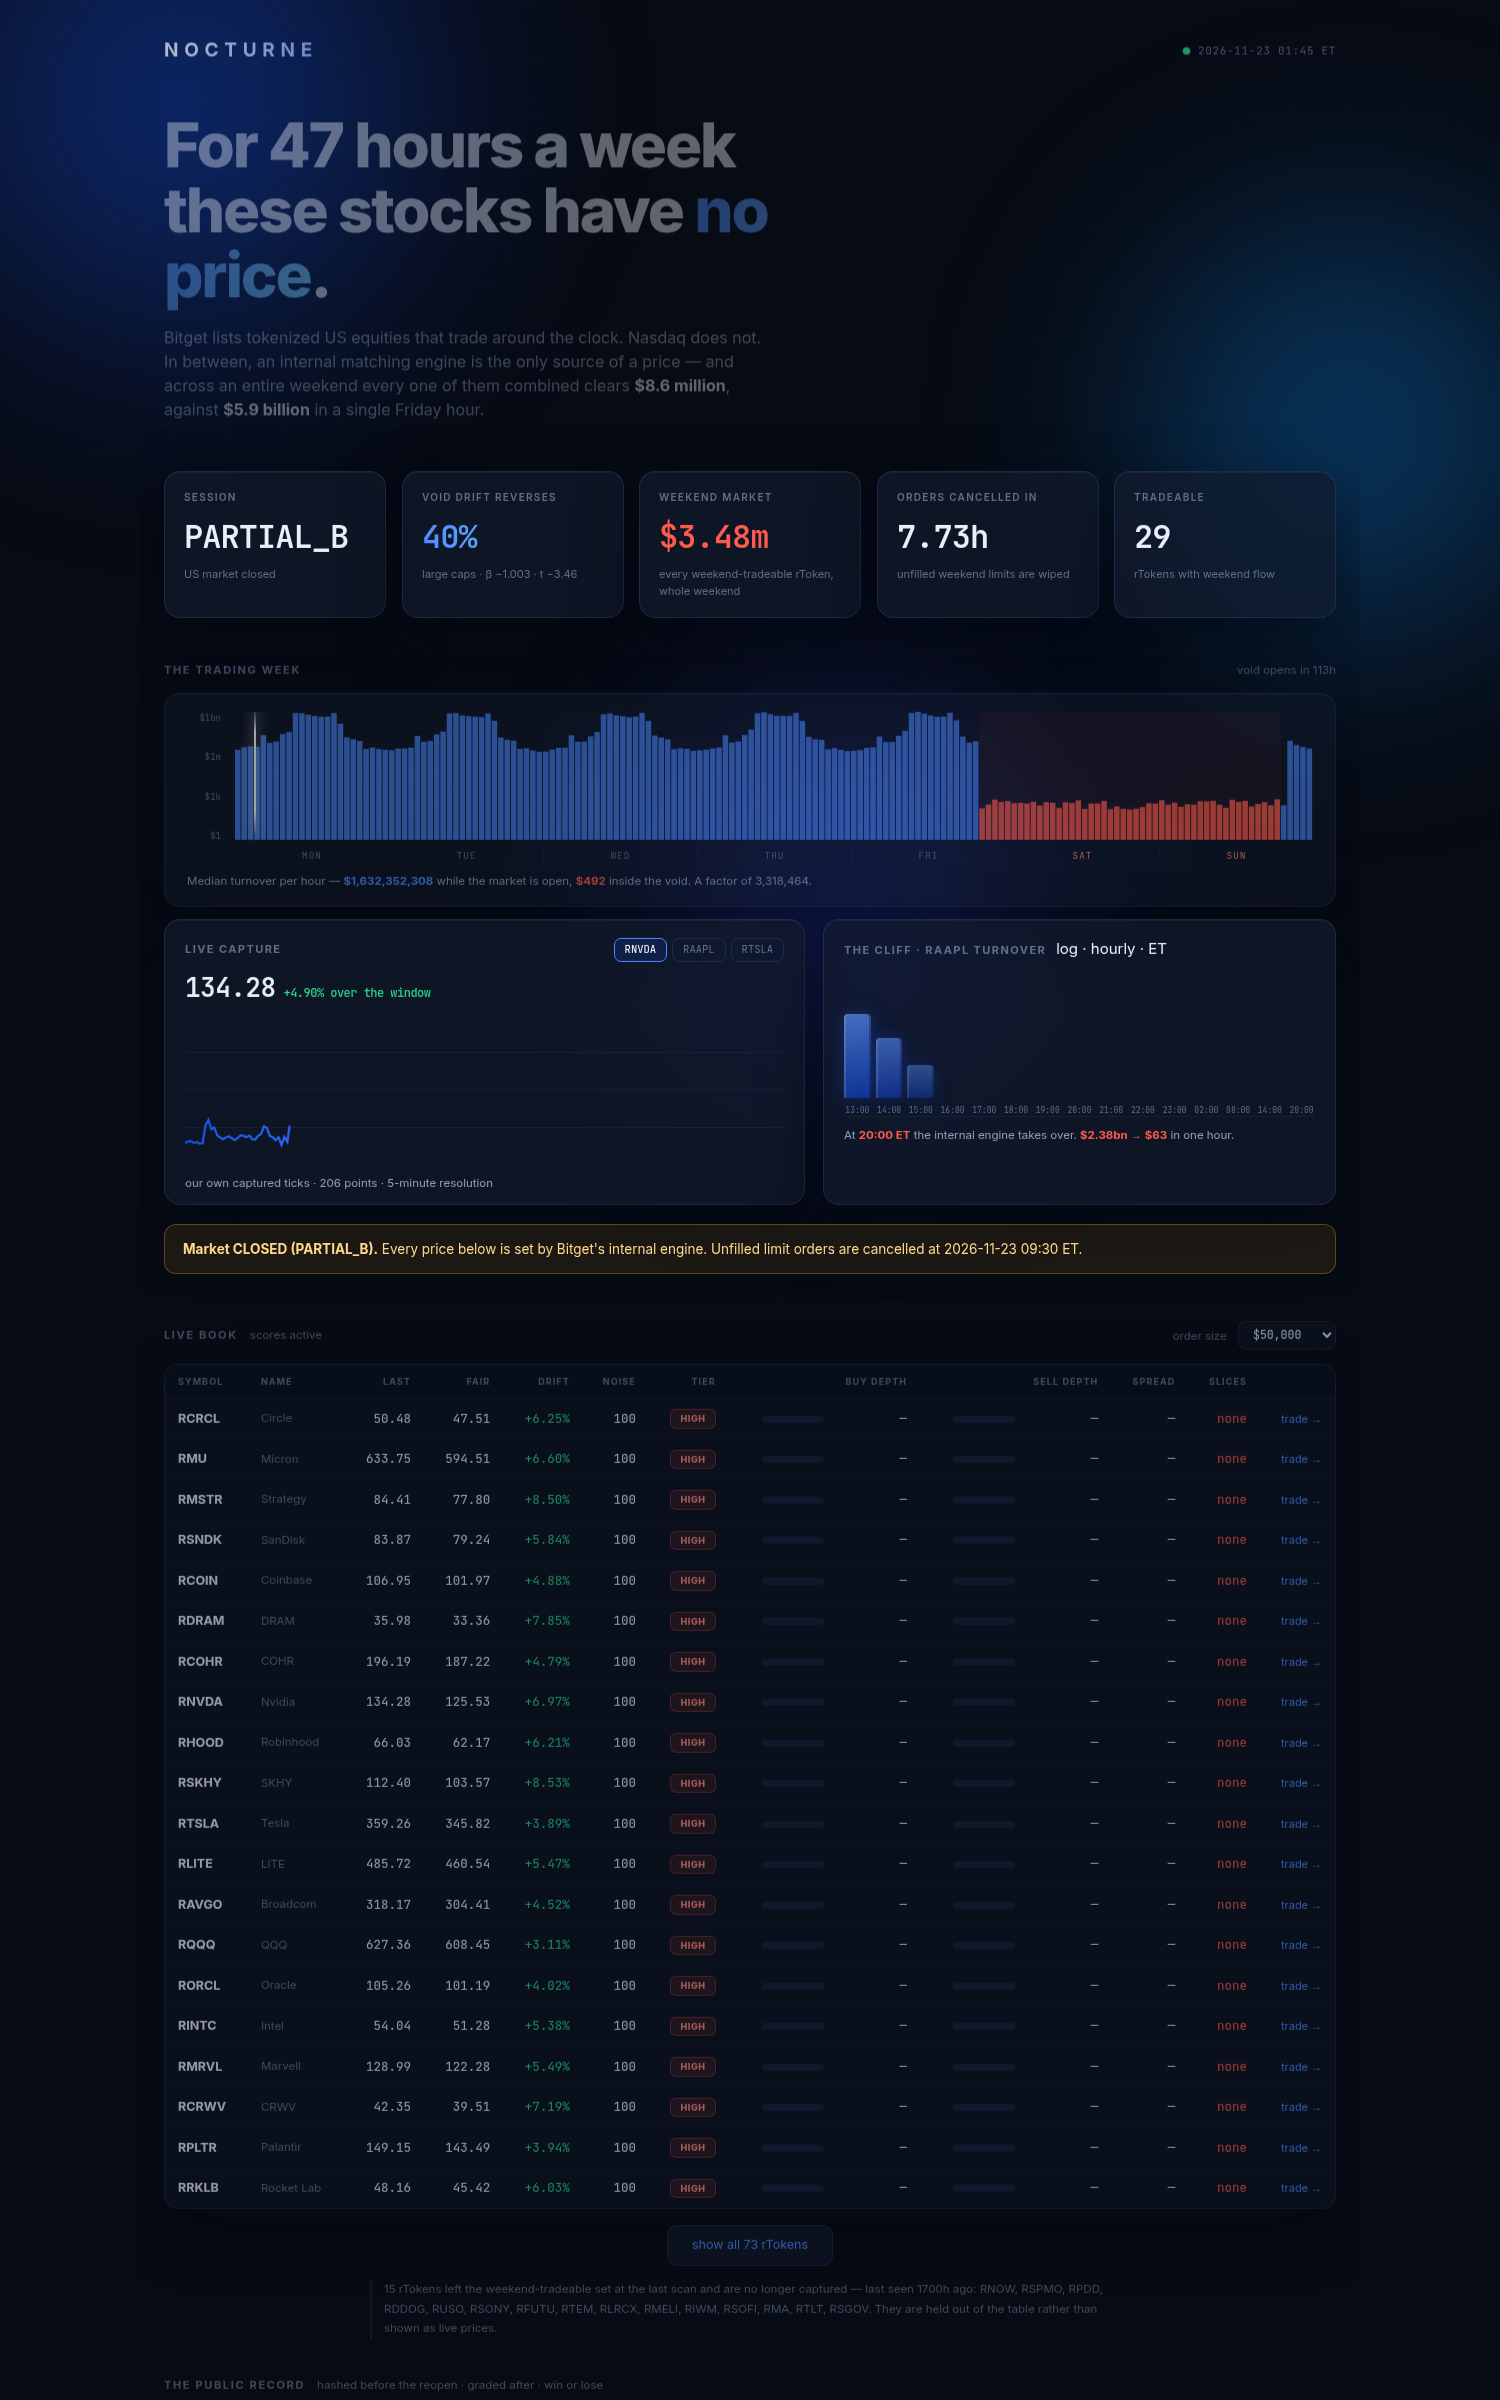 NOCTURNE
2026-11-23 01:45 ET
For 47 hours a week
these stocks have no
price.
Bitget lists tokenized US equities that trade around the clock. Nasdaq does not.
In between, an internal matching engine is the only source of a price — and
across an entire weekend every one of them combined clears $8.6 million,
against $5.9 billion in a single Friday hour.
SESSION
PARTIAL_B
US market closed
VOID DRIFT REVERSES
40%
large caps · β −1.003 · t −3.46
WEEKEND MARKET
$3.48m
every weekend-tradeable rToken,
whole weekend
ORDERS CANCELLED IN
7.73h
unfilled weekend limits are wiped
TRADEABLE
29
rTokens with weekend flow
THE TRADING WEEK
void opens in 113h
$1bn
$1m
$1k
$1
MON TUE WED THU FRI SAT SUN
Median turnover per hour — $1,632,352,308 while the market is open, $492 inside the void. A factor of 3,318,464.
LIVE CAPTURE
RNVDA RAAPL RTSLA
134.28 +4.90% over the window
our own captured ticks · 206 points · 5-minute resolution
THE CLIFF · RAAPL TURNOVER log · hourly · ET
13:00 14:00 15:00 16:00 17:00 18:00 19:00 20:00 21:00 22:00 23:00 02:00 08:00 14:00 20:00
At 20:00 ET the internal engine takes over. $2.38bn → $63 in one hour.
Market CLOSED (PARTIAL_B). Every price below is set by Bitget's internal engine. Unfilled limit orders are cancelled at 2026-11-23 09:30 ET.
LIVE BOOK scores active
order size $50,000
SYMBOL NAME LAST FAIR DRIFT NOISE TIER BUY DEPTH SELL DEPTH SPREAD SLICES
RCRCL Circle 50.48 47.51 +6.25% 100 HIGH — — — none trade →
RMU Micron 633.75 594.51 +6.60% 100 HIGH — — — none trade →
RMSTR Strategy 84.41 77.80 +8.50% 100 HIGH — — — none trade →
RSNDK SanDisk 83.87 79.24 +5.84% 100 HIGH — — — none trade →
RCOIN Coinbase 106.95 101.97 +4.88% 100 HIGH — — — none trade →
RDRAM DRAM 35.98 33.36 +7.85% 100 HIGH — — — none trade →
RCOHR COHR 196.19 187.22 +4.79% 100 HIGH — — — none trade →
RNVDA Nvidia 134.28 125.53 +6.97% 100 HIGH — — — none trade →
RHOOD Robinhood 66.03 62.17 +6.21% 100 HIGH — — — none trade →
RSKHY SKHY 112.40 103.57 +8.53% 100 HIGH — — — none trade →
RTSLA Tesla 359.26 345.82 +3.89% 100 HIGH — — — none trade →
RLITE LITE 485.72 460.54 +5.47% 100 HIGH — — — none trade →
RAVGO Broadcom 318.17 304.41 +4.52% 100 HIGH — — — none trade →
RQQQ QQQ 627.36 608.45 +3.11% 100 HIGH — — — none trade →
RORCL Oracle 105.26 101.19 +4.02% 100 HIGH — — — none trade →
RINTC Intel 54.04 51.28 +5.38% 100 HIGH — — — none trade →
RMRVL Marvell 128.99 122.28 +5.49% 100 HIGH — — — none trade →
RCRWV CRWV 42.35 39.51 +7.19% 100 HIGH — — — none trade →
RPLTR Palantir 149.15 143.49 +3.94% 100 HIGH — — — none trade →
RRKLB Rocket Lab 48.16 45.42 +6.03% 100 HIGH — — — none trade →
show all 73 rTokens
15 rTokens left the weekend-tradeable set at the last scan and are no longer captured — last seen 1700h ago: RNOW, RSPMO, RPDD,
RDDOG, RUSO, RSONY, RFUTU, RTEM, RLRCX, RMELI, RIWM, RSOFI, RMA, RTLT, RSGOV. They are held out of the table rather than
shown as live prices.
THE PUBLIC RECORD hashed before the reopen · graded after · win or lose